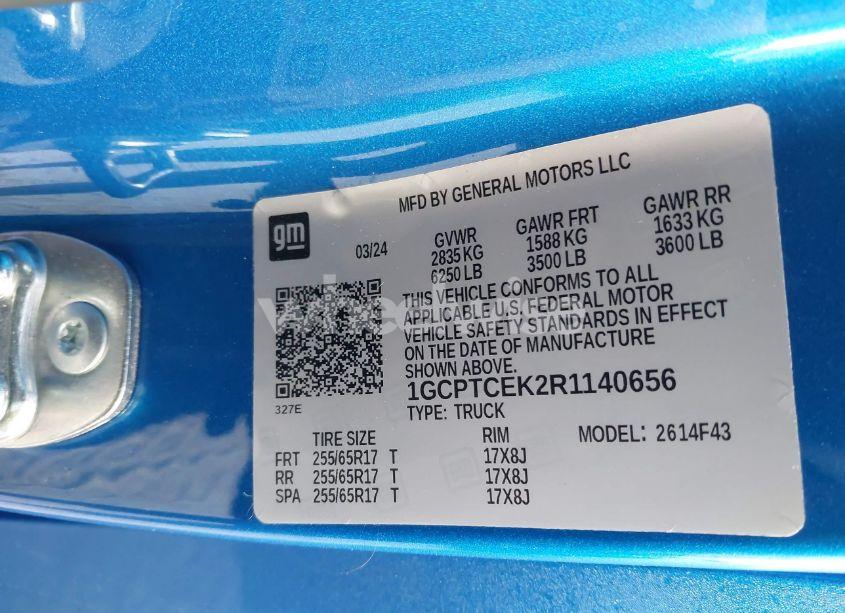 MFD BY GENERAL MOTORS LLC
gm
03/24
GVWR
2835 KG
6250 LB
GAWR FRT
1588 KG
3500 LB
GAWR RR
1633 KG
3600 LB
THIS VEHICLE CONFORMS TO ALL
APPLICABLE U.S. FEDERAL MOTOR
VEHICLE SAFETY STANDARDS IN EFFECT
ON THE DATE OF MANUFACTURE
SHOWN ABOVE.
327E
1GCPTCEK2R1140656
TYPE: TRUCK
TIRE SIZE RIM MODEL: 2614F43
FRT 255/65R17 T 17X8J
RR 255/65R17 T 17X8J
SPA 255/65R17 T 17X8J